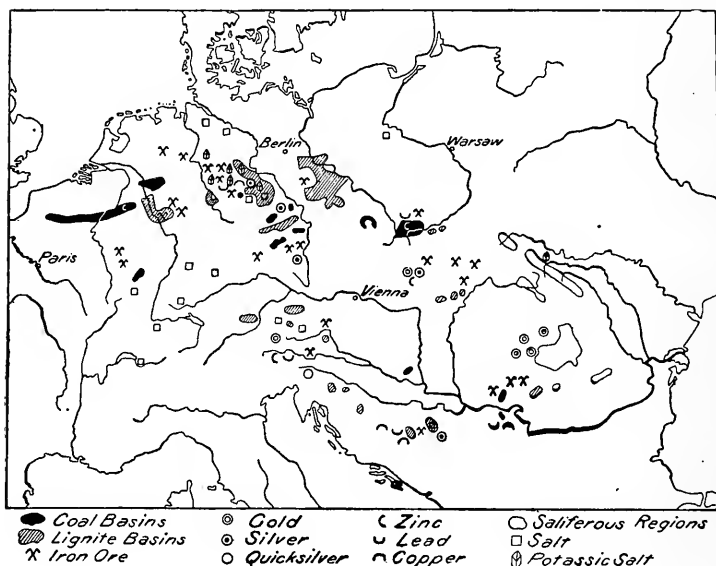 Berlin
Warsaw
Paris
Vienna
Coal Basins
Gold
Zinc
Saliferous Regions
Lignite Basins
Silver
Lead
Salt
Iron Ore
Quicksilver
Copper
Potassic Salt